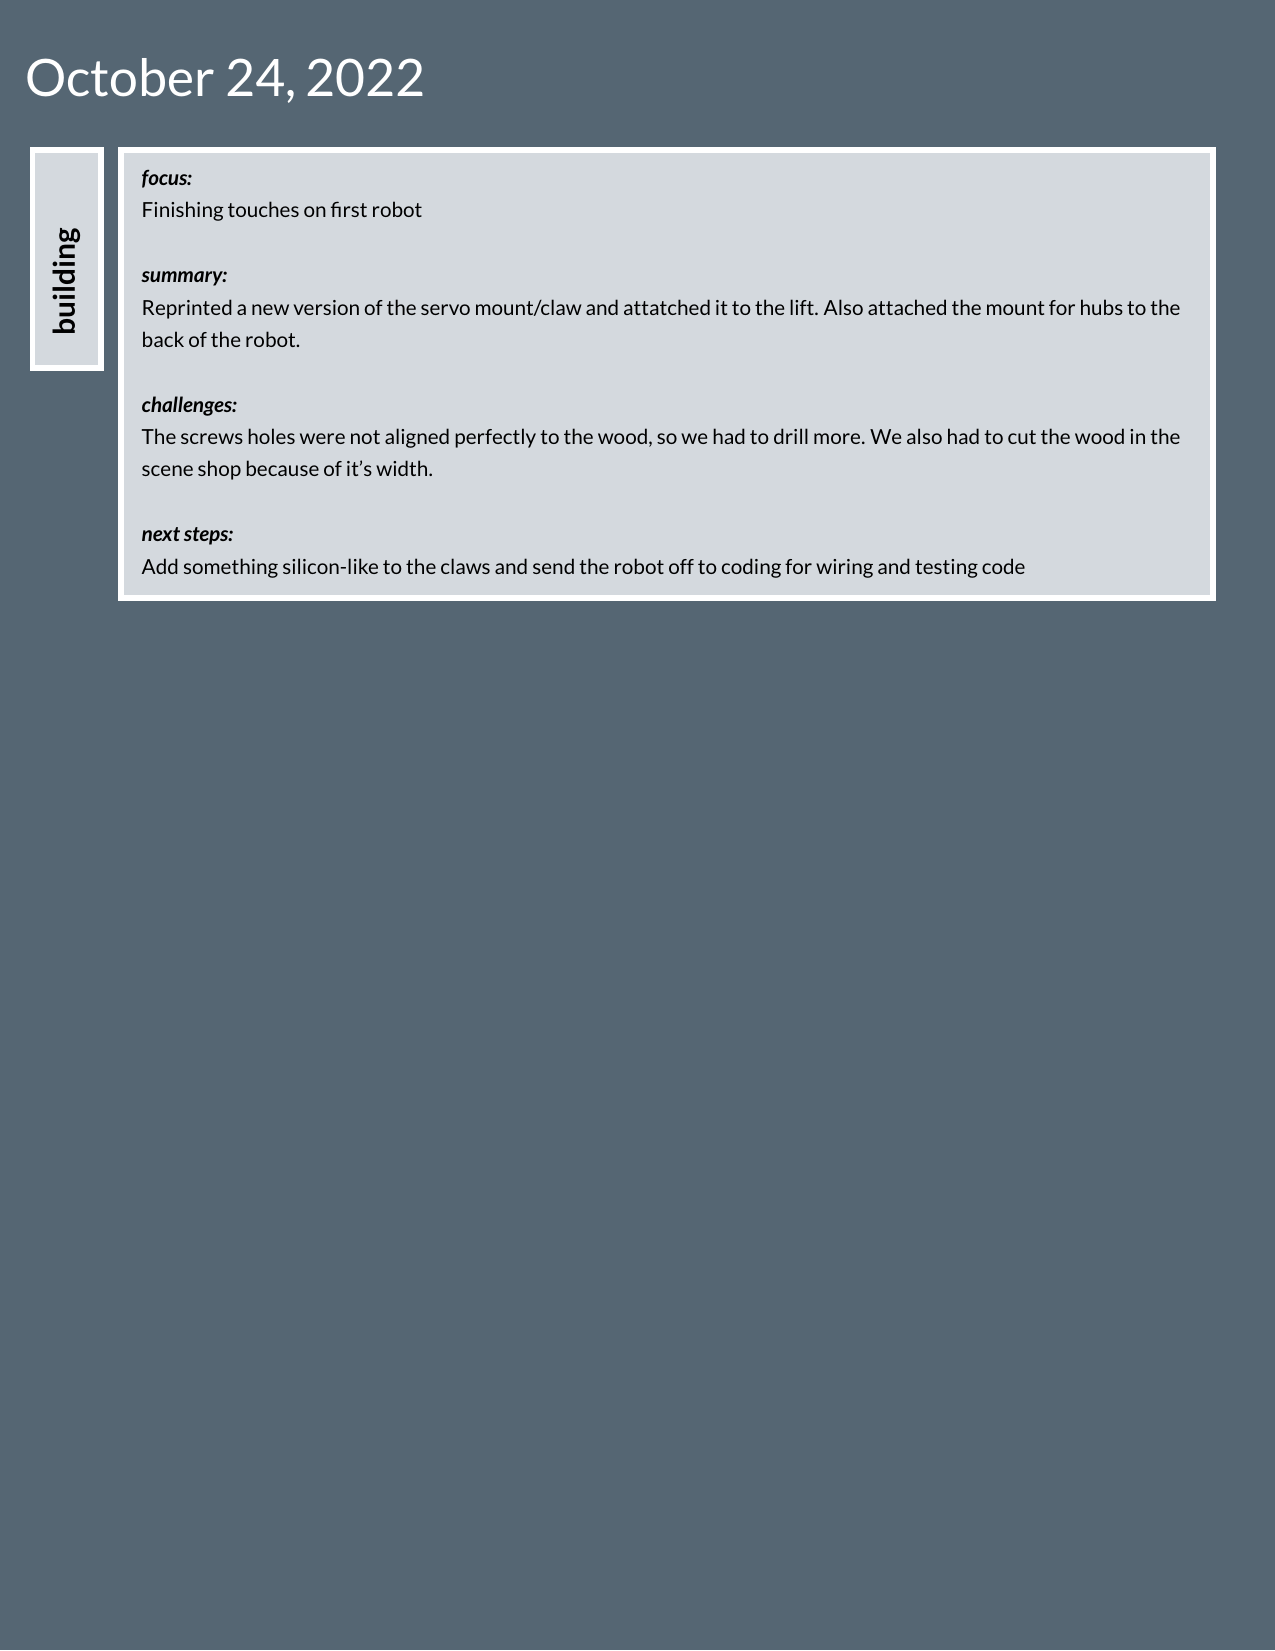 October 24, 2022
building
focus:
Finishing touches on first robot
summary:
Reprinted a new version of the servo mount/claw and attatched it to the lift. Also attached the mount for hubs to the
back of the robot.
challenges:
The screws holes were not aligned perfectly to the wood, so we had to drill more. We also had to cut the wood in the
scene shop because of it’s width.
next steps:
Add something silicon-like to the claws and send the robot off to coding for wiring and testing code